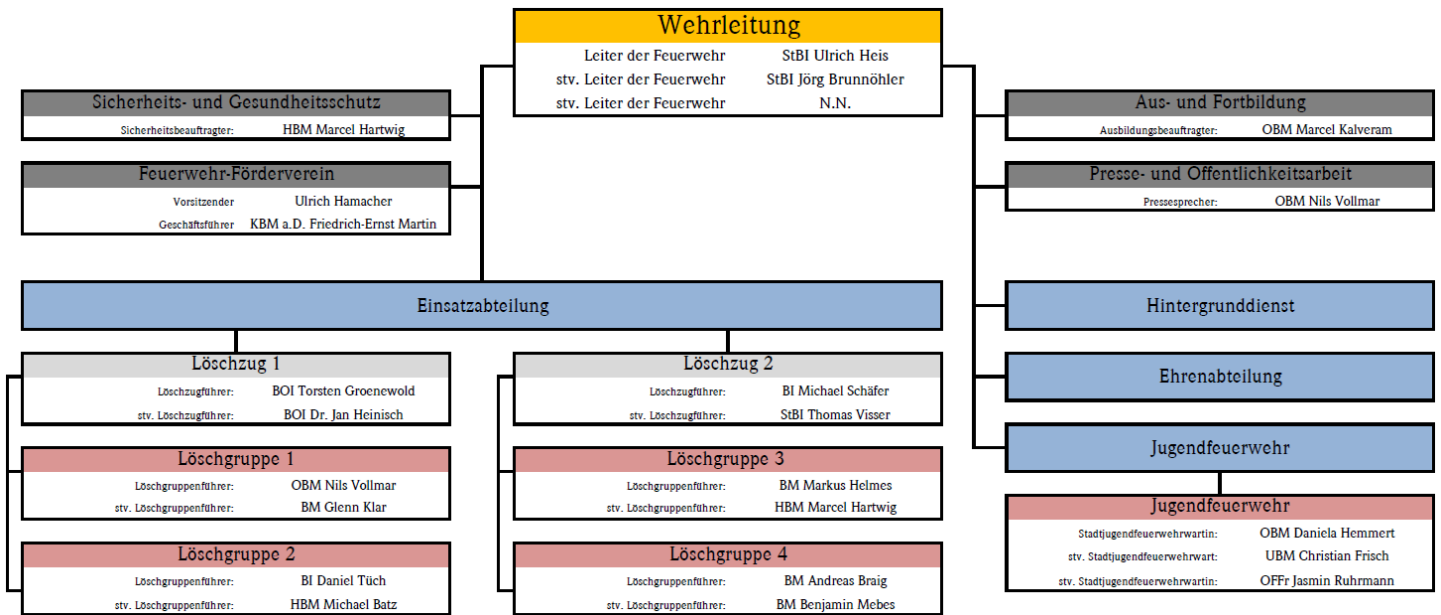 Wehrleitung
Leiter der Feuerwehr StBI Ulrich Heis
stv. Leiter der Feuerwehr StBI Jörg Brunnöhler
stv. Leiter der Feuerwehr N.N.
Sicherheits- und Gesundheitsschutz
Sicherheitsbeauftragter: HBM Marcel Hartwig
Feuerwehr-Förderverein
Vorsitzender Ulrich Hamacher
Geschäftsführer KBM a.D. Friedrich-Ernst Martin
Aus- und Fortbildung
Ausbildungsbeauftragter: OBM Marcel Kalveram
Presse- und Offentlichkeitsarbeit
Pressesprecher: OBM Nils Vollmar
Einsatzabteilung
Löschzug 1
Löschzugführer: BOI Torsten Groenewold
stv. Löschzugführer: BOI Dr. Jan Heinisch
Löschgruppe 1
Löschgruppenführer: OBM Nils Vollmar
stv. Löschgruppenführer: BM Glenn Klar
Löschgruppe 2
Löschgruppenführer: BI Daniel Tüch
stv. Löschgruppenführer: HBM Michael Batz
Löschzug 2
Löschzugführer: BI Michael Schäfer
stv. Löschzugführer: StBI Thomas Visser
Löschgruppe 3
Löschgruppenführer: BM Markus Helmes
stv. Löschgruppenführer: HBM Marcel Hartwig
Löschgruppe 4
Löschgruppenführer: BM Andreas Braig
stv. Löschgruppenführer: BM Benjamin Mebes
Hintergrunddienst
Ehrenabteilung
Jugendfeuerwehr
Jugendfeuerwehr
Stadtjugendfeuerwehrwartin: OBM Daniela Hemmert
stv. Stadtjugendfeuerwehrwart: UBM Christian Frisch
stv. Stadtjugendfeuerwehrwartin: OFFr Jasmin Ruhrmann